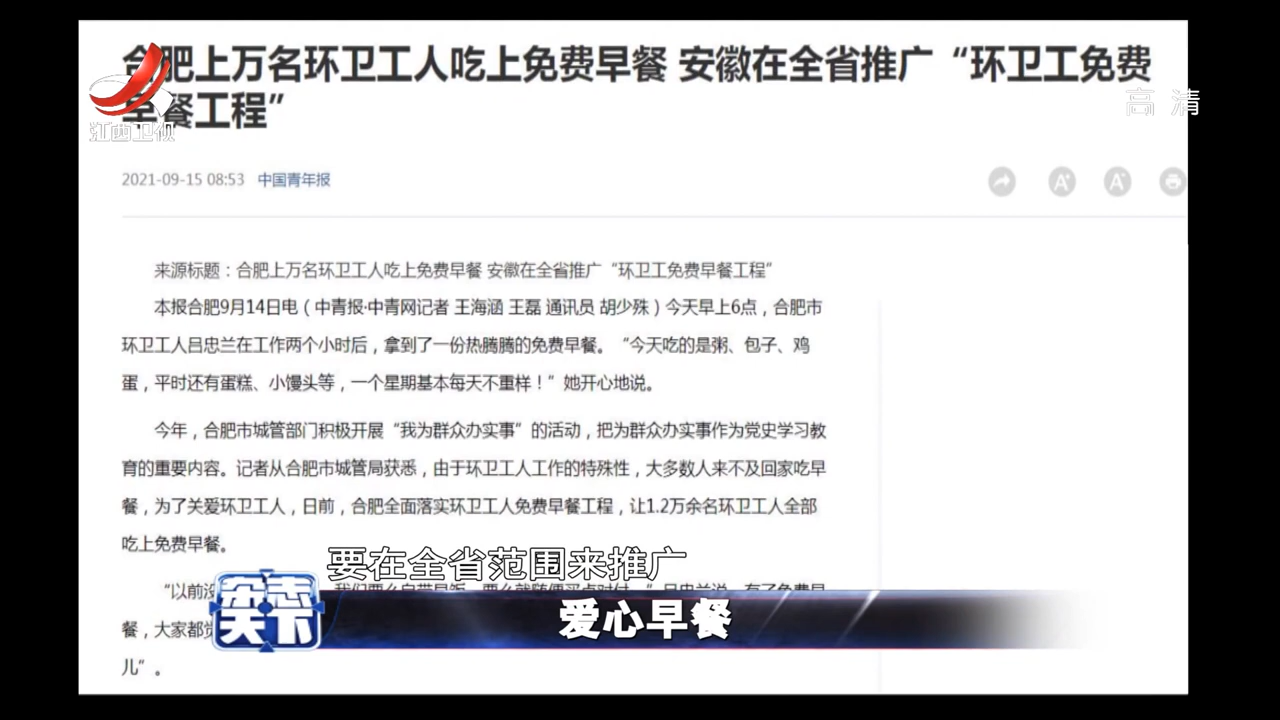 合肥上万名环卫工人吃上免费早餐 安徽在全省推广“环卫工免费
早餐工程”
江西卫视
高清
2021-09-15 08:53 中国青年报
来源标题：合肥上万名环卫工人吃上免费早餐 安徽在全省推广“环卫工免费早餐工程”
本报合肥9月14日电（中青报·中青网记者 王海涵 王磊 通讯员 胡少殊）今天早上6点，合肥市
环卫工人吕忠兰在工作两个小时后，拿到了一份热腾腾的免费早餐。“今天吃的是粥、包子、鸡
蛋，平时还有蛋糕、小馒头等，一个星期基本每天不重样！”她开心地说。
今年，合肥市城管部门积极开展“我为群众办实事”的活动，把为群众办实事作为党史学习教
育的重要内容。记者从合肥市城管局获悉，由于环卫工人工作的特殊性，大多数人来不及回家吃早
餐，为了关爱环卫工人，日前，合肥全面落实环卫工人免费早餐工程，让1.2万余名环卫工人全部
吃上免费早餐。
要在全省范围来推广
“以前没
餐，大家都觉
儿”。
杂志天下
爱心早餐